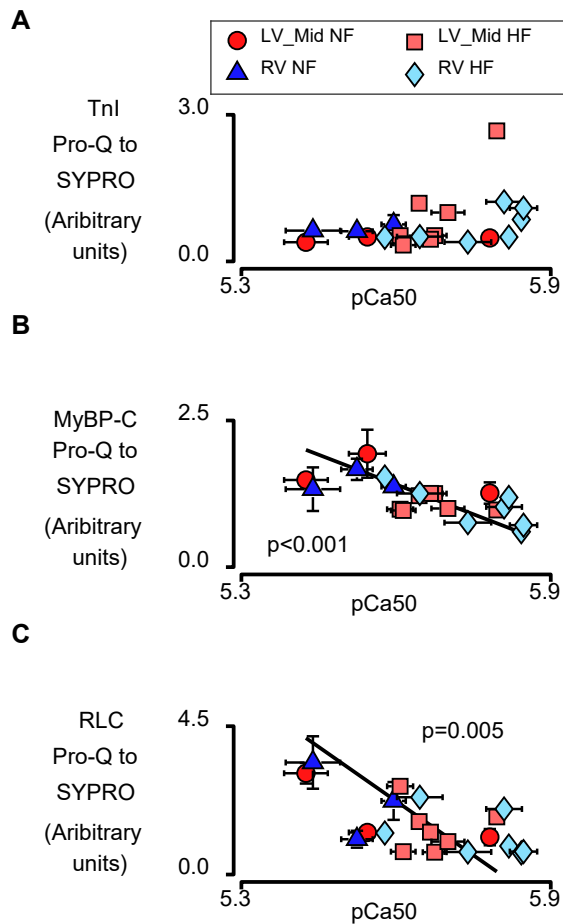 A
LV_Mid NF
LV_Mid HF
RV NF
RV HF
TnI
Pro-Q to
SYPRO
(Aribitrary
units)
3.0
0.0
5.3
5.9
pCa50
B
MyBP-C
Pro-Q to
SYPRO
(Aribitrary
units)
2.5
0.0
p<0.001
5.3
5.9
pCa50
C
RLC
Pro-Q to
SYPRO
(Aribitrary
units)
4.5
0.0
p=0.005
5.3
5.9
pCa50